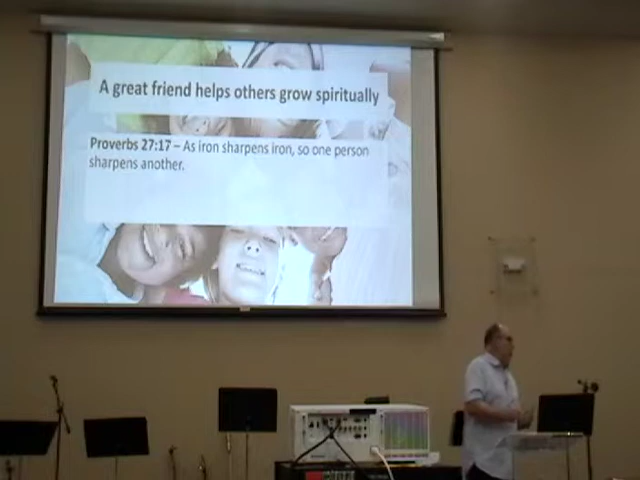 A great friend helps others grow spiritually
Proverbs 27:17 – As iron sharpens iron, so one person
sharpens another.